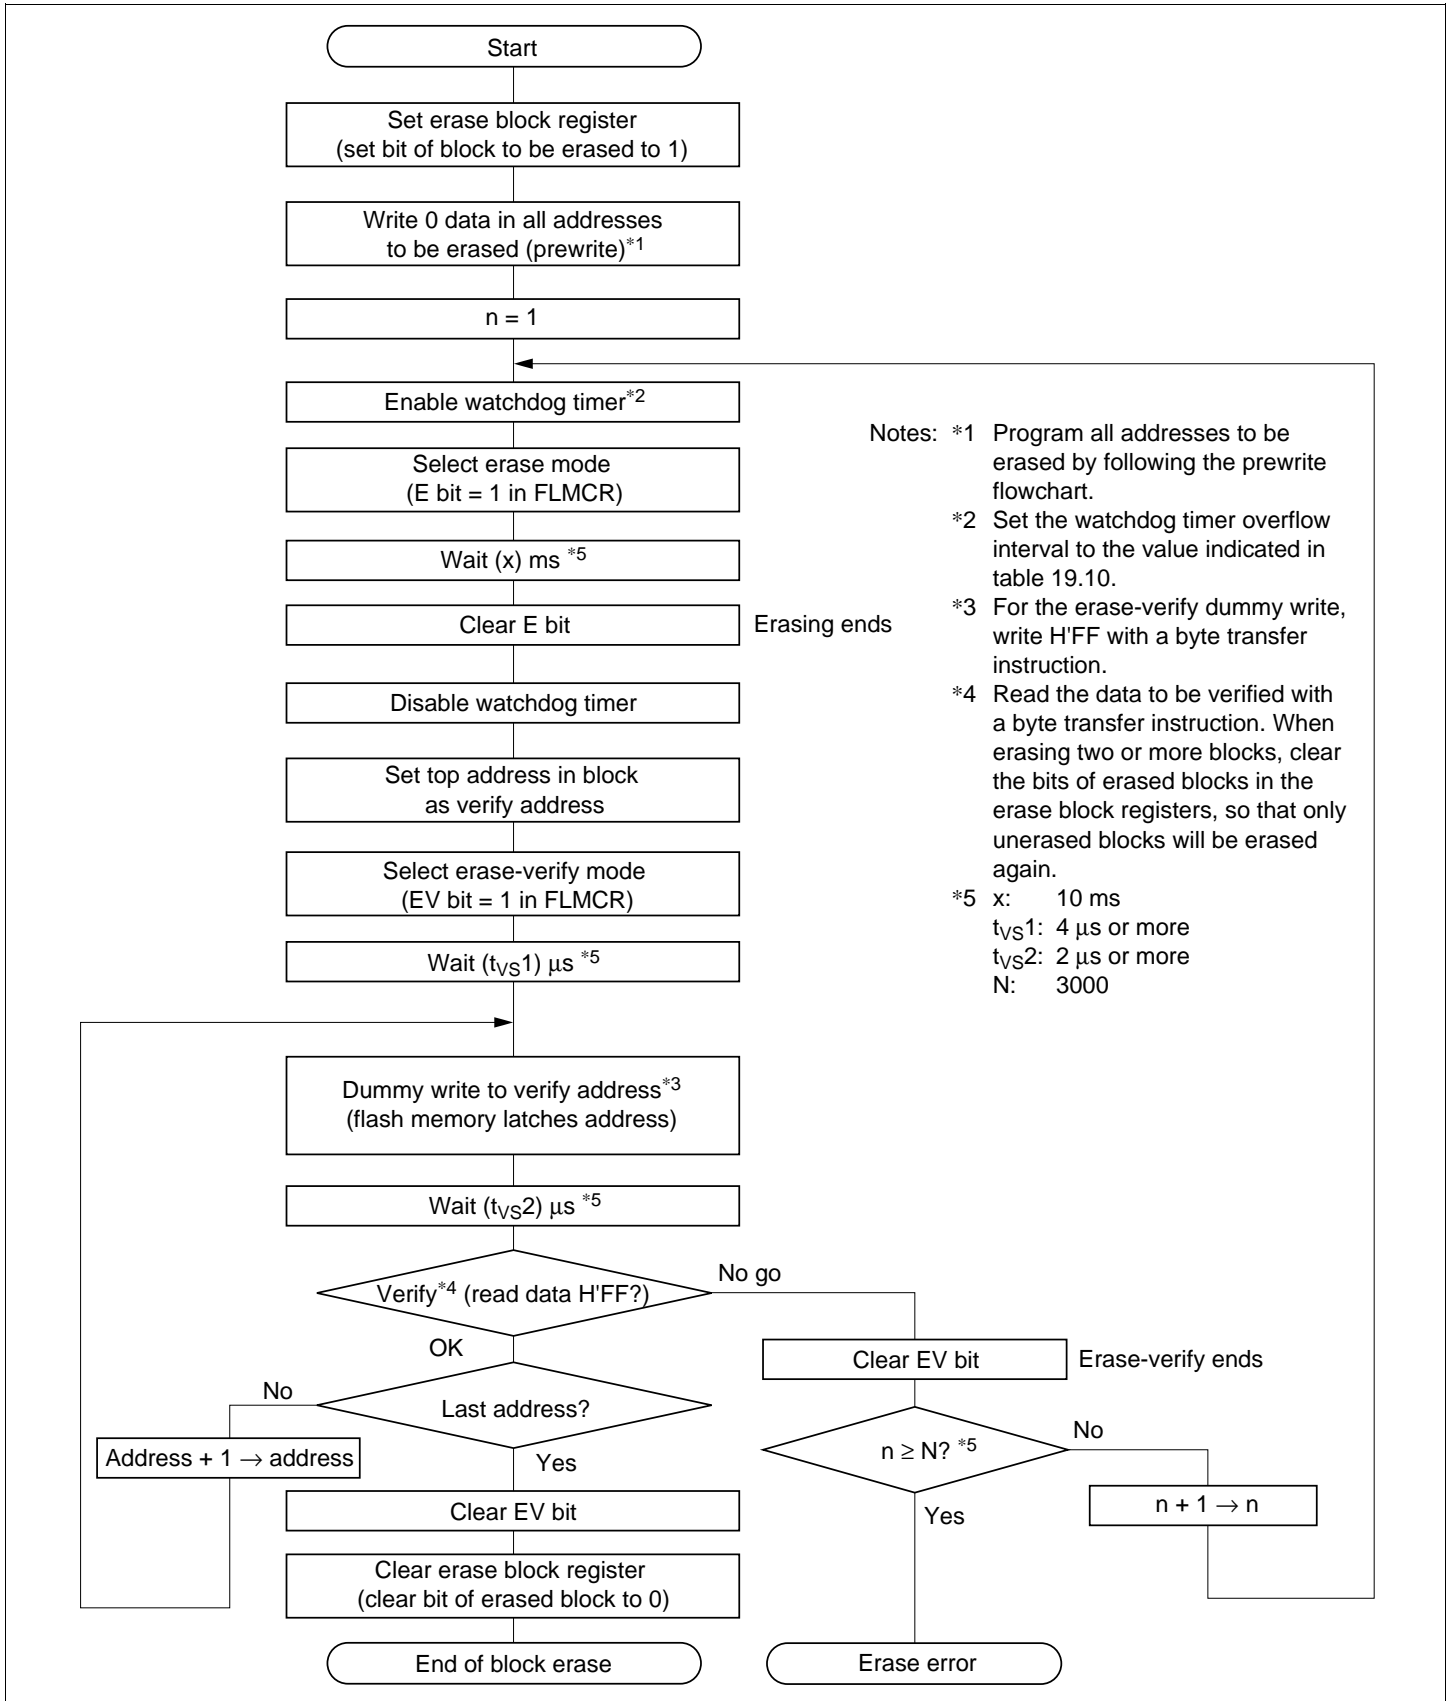 Start
Set erase block register
(set bit of block to be erased to 1)
Write 0 data in all addresses
to be erased (prewrite)*1
n = 1
Enable watchdog timer*2
Select erase mode
(E bit = 1 in FLMCR)
Wait (x) ms *5
Clear E bit
Erasing ends
Disable watchdog timer
Set top address in block
as verify address
Select erase-verify mode
(EV bit = 1 in FLMCR)
Wait (tVS1) μs *5
Notes: *1 Program all addresses to be
erased by following the prewrite
flowchart.
*2 Set the watchdog timer overflow
interval to the value indicated in
table 19.10.
*3 For the erase-verify dummy write,
write H'FF with a byte transfer
instruction.
*4 Read the data to be verified with
a byte transfer instruction. When
erasing two or more blocks, clear
the bits of erased blocks in the
erase block registers, so that only
unerased blocks will be erased
again.
*5 x: 10 ms
tVS1: 4 μs or more
tVS2: 2 μs or more
N: 3000
Dummy write to verify address*3
(flash memory latches address)
Wait (tVS2) μs *5
Verify*4 (read data H'FF?)
No go
OK
Clear EV bit
Erase-verify ends
Last address?
No
Address + 1 → address
Yes
n ≥ N? *5
No
n + 1 → n
Yes
Clear EV bit
Clear erase block register
(clear bit of erased block to 0)
End of block erase
Erase error